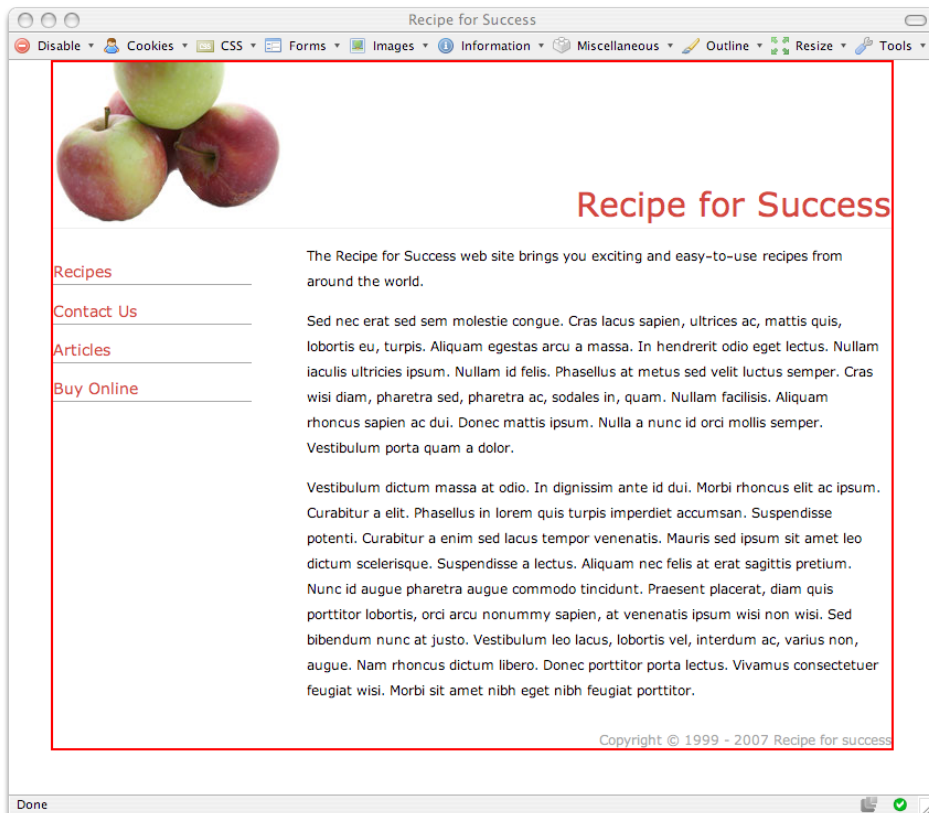 Recipe for Success
Disable Cookies CSS Forms Images Information Miscellaneous Outline Resize Tools
Recipe for Success
The Recipe for Success web site brings you exciting and easy-to-use recipes from
around the world.
Recipes
Contact Us
Articles
Buy Online
Sed nec erat sed sem molestie congue. Cras lacus sapien, ultrices ac, mattis quis,
lobortis eu, turpis. Aliquam egestas arcu a massa. In hendrerit odio eget lectus. Nullam
iaculis ultricies ipsum. Nullam id felis. Phasellus at metus sed velit luctus semper. Cras
wisi diam, pharetra sed, pharetra ac, sodales in, quam. Nullam facilisis. Aliquam
rhoncus sapien ac dui. Donec mattis ipsum. Nulla a nunc id orci mollis semper.
Vestibulum porta quam a dolor.
Vestibulum dictum massa at odio. In dignissim ante id dui. Morbi rhoncus elit ac ipsum.
Curabitur a elit. Phasellus in lorem quis turpis imperdiet accumsan. Suspendisse
potenti. Curabitur a enim sed lacus tempor venenatis. Mauris sed ipsum sit amet leo
dictum scelerisque. Suspendisse a lectus. Aliquam nec felis at erat sagittis pretium.
Nunc id augue pharetra augue commodo tincidunt. Praesent placerat, diam quis
porttitor lobortis, orci arcu nonummy sapien, at venenatis ipsum wisi non wisi. Sed
bibendum nunc at justo. Vestibulum leo lacus, lobortis vel, interdum ac, varius non,
augue. Nam rhoncus dictum libero. Donec porttitor porta lectus. Vivamus consectetuer
feugiat wisi. Morbi sit amet nibh eget nibh feugiat porttitor.
Copyright © 1999 - 2007 Recipe for success
Done